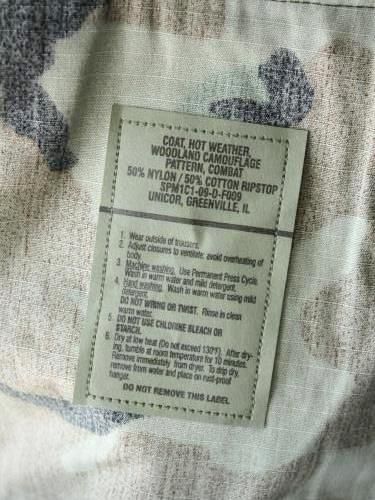 COAT, HOT WEATHER,
WOODLAND CAMOUFLAGE
PATTERN, COMBAT
50% NYLON / 50% COTTON RIPSTOP
SPM1C1-09-D-F009
UNICOR, GREENVILLE, IL
1. Wear outside of trousers.
2. Adjust closures to ventilate: avoid overheating of
body.
3. Machine washing. Use Permanent Press Cycle.
Wash in warm water and mild detergent.
4. Hand washing. Wash in warm water using mild
detergent.
DO NOT WRING OR TWIST. Rinse in clean
warm water.
5. DO NOT USE CHLORINE BLEACH OR
STARCH.
6. Dry at low heat (Do not exceed 130°F). After dry-
ing, tumble at room temperature for 10 minutes.
Remove immediately from dryer. To drip dry,
remove from water and place on rust-proof
hanger.
DO NOT REMOVE THIS LABEL